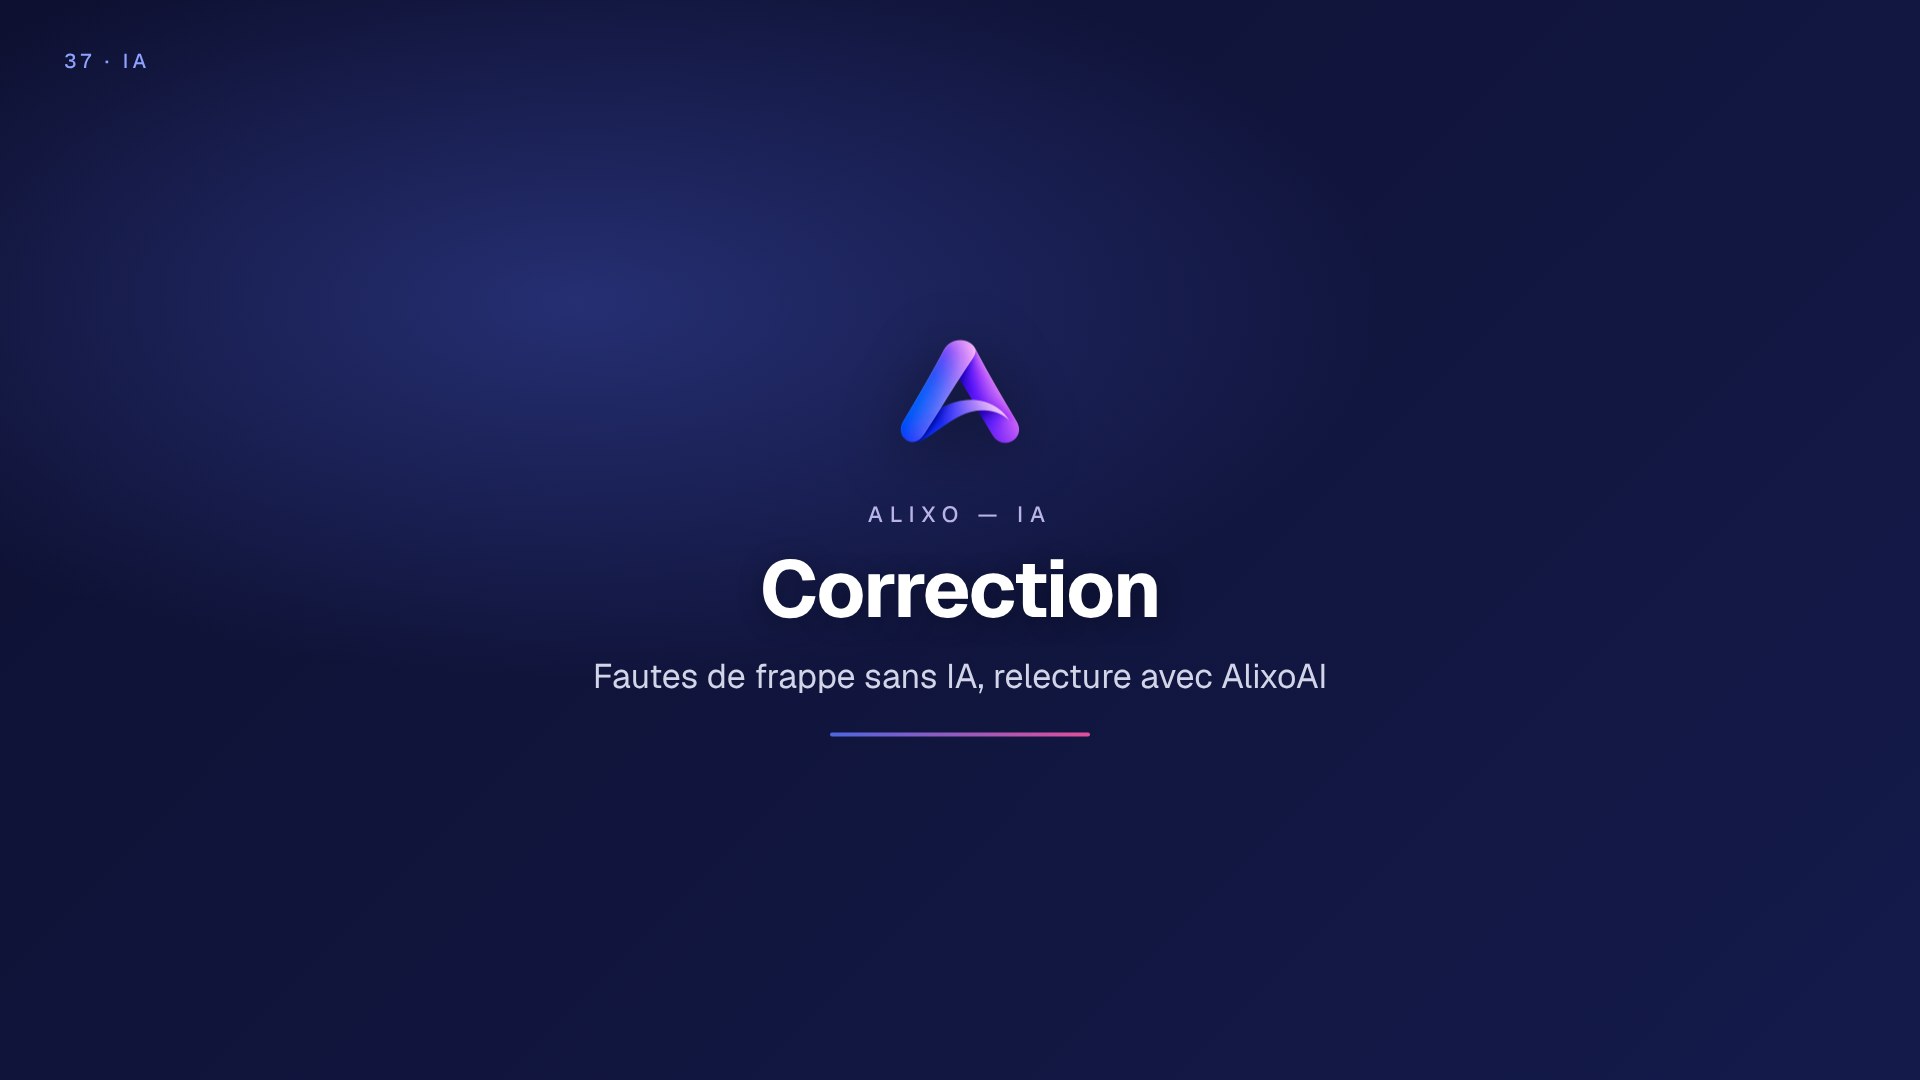 37 · IA
ALIXO — IA
Correction
Fautes de frappe sans IA, relecture avec AlixoAI